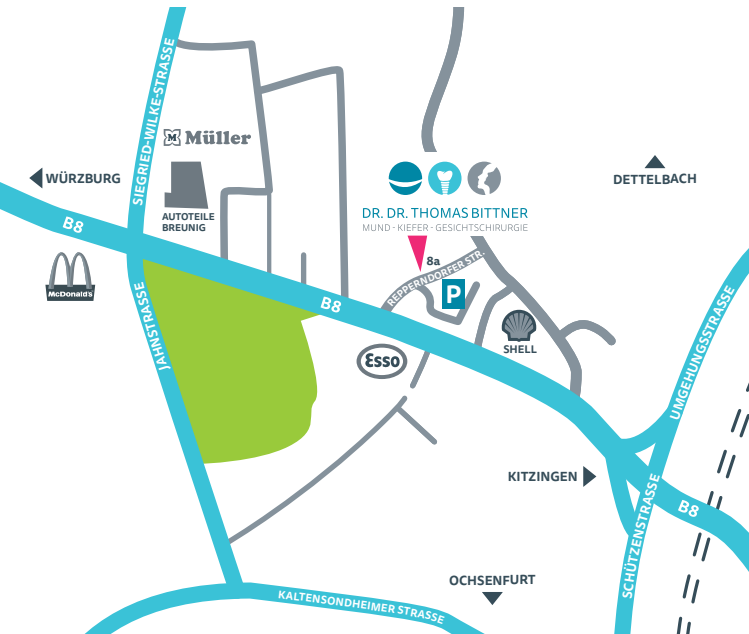 SIEGRIED-WILKE-STRASSE
M Müller
WÜRZBURG
AUTOTEILE
BREUNIG
DETTELBACH
DR. DR. THOMAS BITTNER
MUND - KIEFER - GESICHTSCHIRURGIE
B8
8a
REPPERNDORFER STR.
P
McDonald's
B8
JAHNSTRASSE
UMGEHUNGSSTRASSE
SHELL
Esso
KITZINGEN
B8
SCHÜTZENSTRASSE
OCHSENFURT
KALTENSONDHEIMER STRASSE